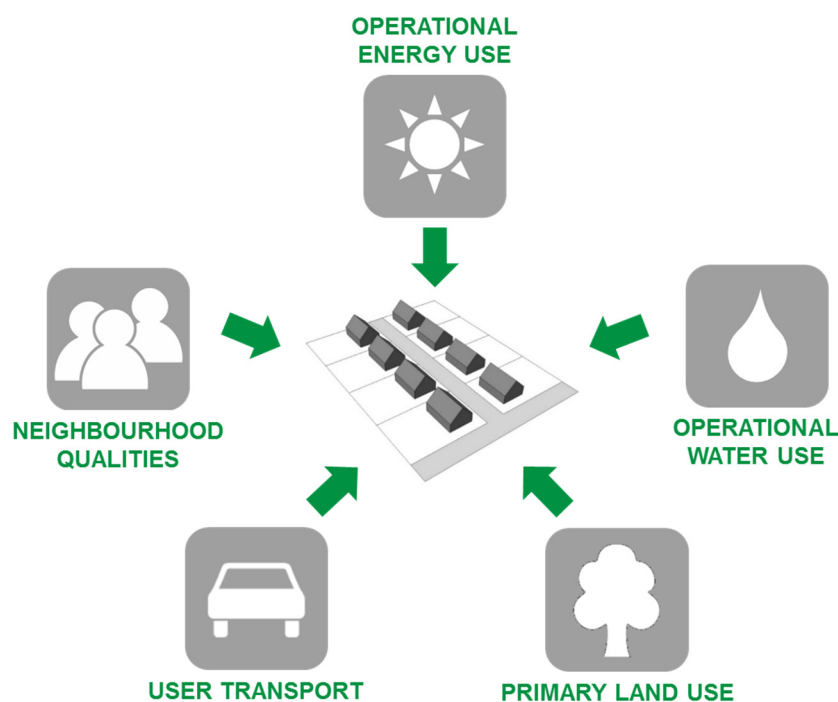 OPERATIONAL
ENERGY USE
NEIGHBOURHOOD
QUALITIES
OPERATIONAL
WATER USE
USER TRANSPORT
PRIMARY LAND USE